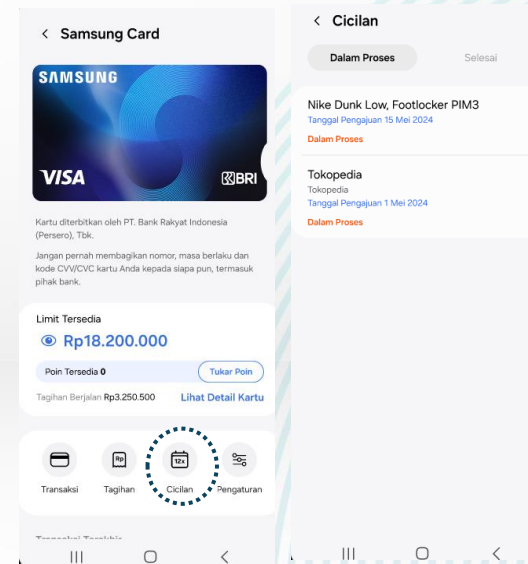 Samsung Card
SAMSUNG
VISA
BRI
Kartu diterbitkan oleh PT. Bank Rakyat Indonesia
(Persero), Tbk.
Jangan pernah membagikan nomor, masa berlaku dan
kode CVV/CVC kartu Anda kepada siapa pun, termasuk
pihak bank.
Limit Tersedia
Rp18.200.000
Poin Tersedia 0
Tukar Poin
Tagihan Berjalan Rp3.250.500
Lihat Detail Kartu
Rp
12x
Transaksi
Tagihan
Cicilan
Pengaturan
Transaksi Terakhir
Cicilan
Dalam Proses
Selesai
Nike Dunk Low, Footlocker PIM3
Tanggal Pengajuan 15 Mei 2024
Dalam Proses
Tokopedia
Tokopedia
Tanggal Pengajuan 1 Mei 2024
Dalam Proses